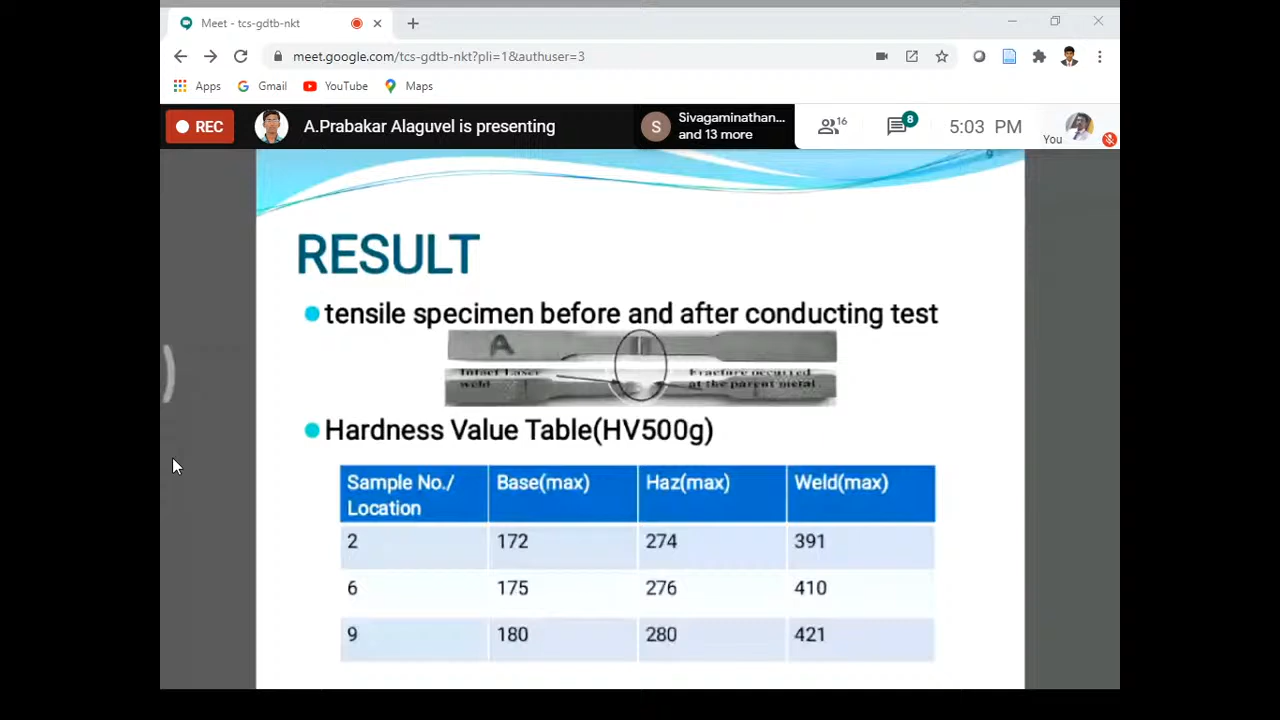 Meet - tcs-gdtb-nkt
meet.google.com/tcs-gdtb-nkt?pli=1&authuser=3
Apps Gmail YouTube Maps
REC
A.Prabakar Alaguvel is presenting
S
Sivagaminathan...
and 13 more
16
8
5:03 PM
You
9
RESULT
tensile specimen before and after conducting test
A
Intact Laser
weld
Fracture occurred
at the parent metal
Hardness Value Table(HV500g)
Sample No./
Location
Base(max) Haz(max) Weld(max)
2 172 274 391
6 175 276 410
9 180 280 421